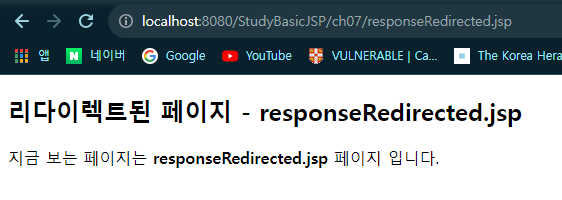 localhost:8080/StudyBasicJSP/ch07/responseRedirected.jsp
앱 네이버 Google YouTube VULNERABLE | Ca... The Korea Hera
리다이렉트된 페이지 - responseRedirected.jsp
지금 보는 페이지는 responseRedirected.jsp 페이지 입니다.